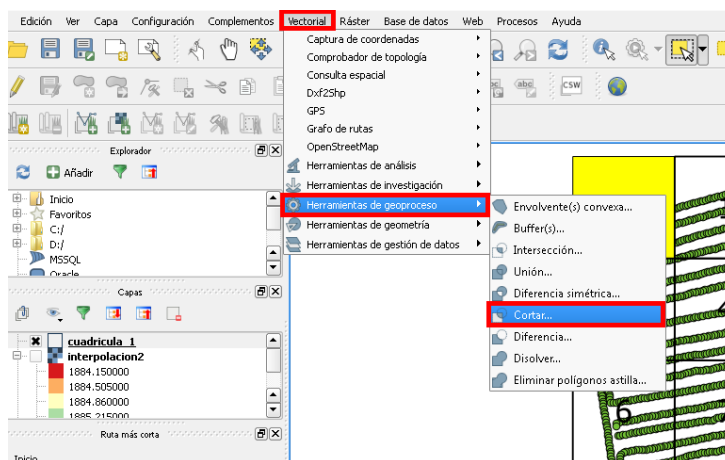 Edición Ver Capa Configuración Complementos Vectorial Ráster Base de datos Web Procesos Ayuda
Captura de coordenadas
Comprobador de topología
Consulta espacial
Dxf2Shp
GPS
Grafo de rutas
OpenStreetMap
Herramientas de análisis
Herramientas de investigación
Herramientas de geoproceso
Herramientas de geometría
Herramientas de gestión de datos
Envolvente(s) convexa...
Buffer(s)...
Intersección...
Unión...
Diferencia simétrica...
Cortar...
Diferencia...
Disolver...
Eliminar polígonos astilla...
abc
CSW
Explorador
Añadir
Inicio
Favoritos
C:/
D:/
MSSQL
Oracle
Capas
cuadricula_1
interpolacion2
1884.150000
1884.505000
1884.860000
1885.215000
Ruta más corta
Inicio
6